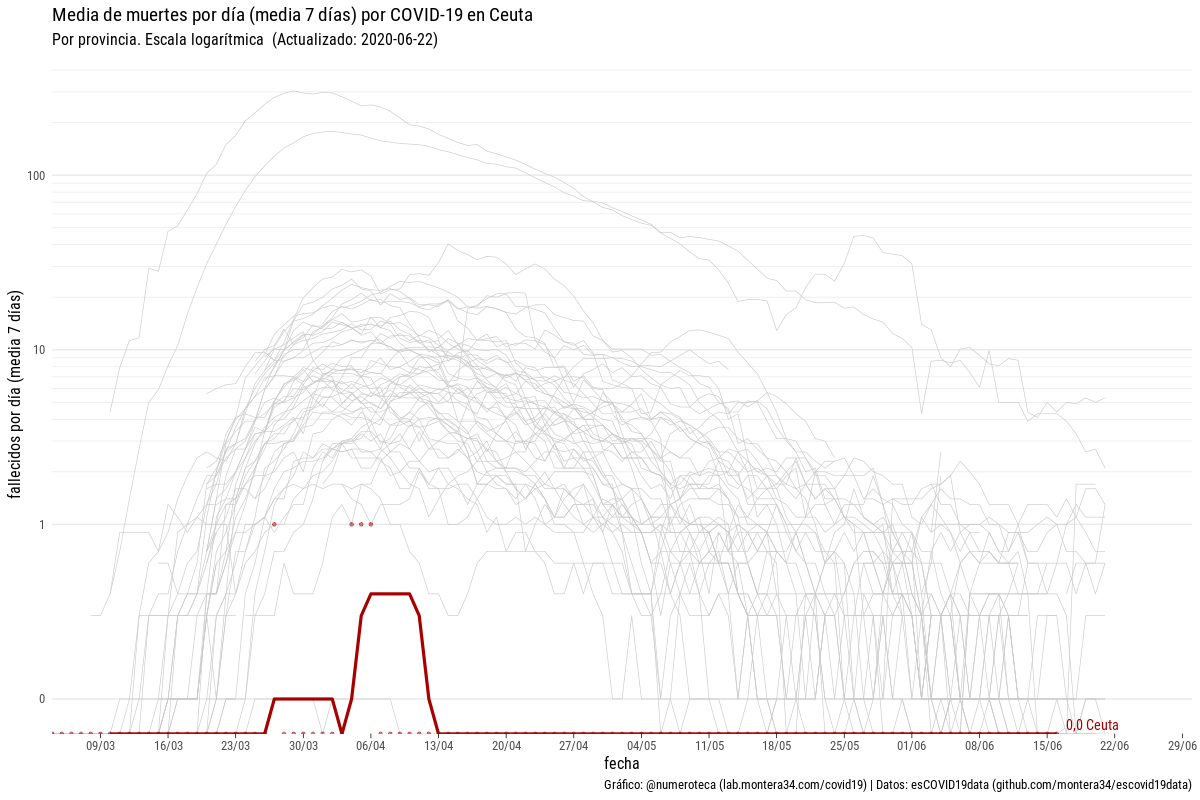 Media de muertes por día (media 7 días) por COVID-19 en Ceuta
Por provincia. Escala logarítmica (Actualizado: 2020-06-22)
fallecidos por día (media 7 días)
100
10
1
0
0,0 Ceuta
09/03 16/03 23/03 30/03 06/04 13/04 20/04 27/04 04/05 11/05 18/05 25/05 01/06 08/06 15/06 22/06 29/06
fecha
Gráfico: @numeroteca (lab.montera34.com/covid19) | Datos: esCOVID19data (github.com/montera34/escovid19data)